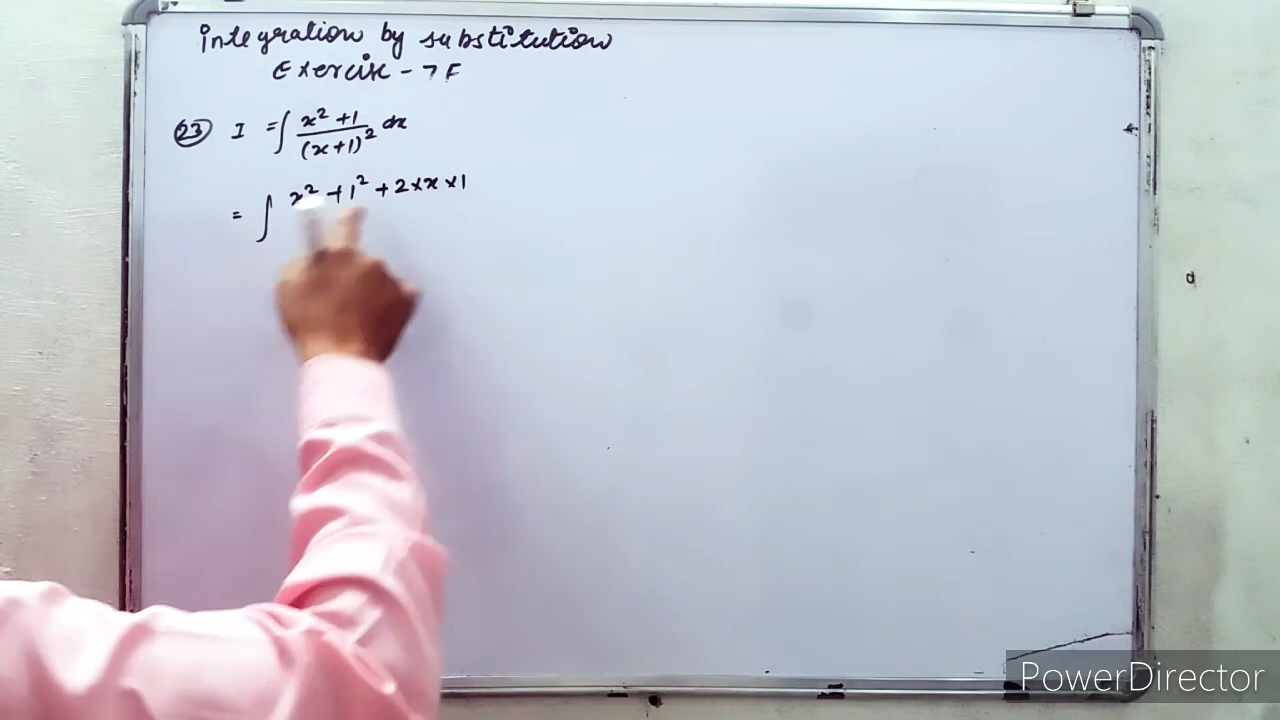 integration by substitution
Exercise - 7F
23 I = ∫ x² + 1 / (x+1)² dx
= ∫ x² + 1² + 2×x×1
PowerDirector